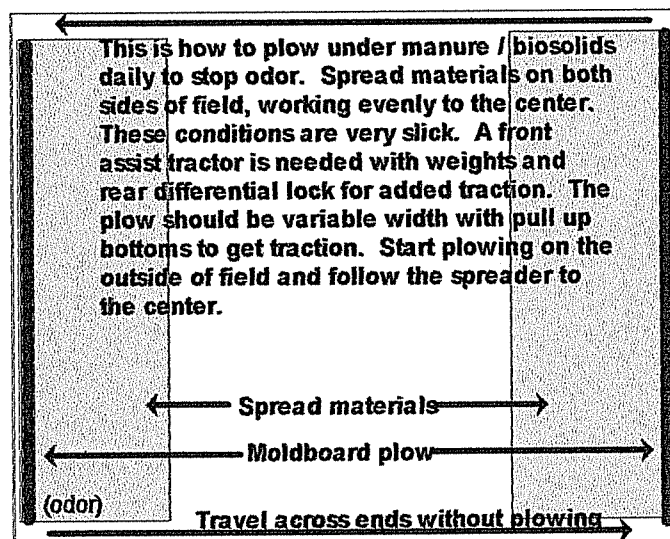 This is how to plow under manure / biosolids
daily to stop odor. Spread materials on both
sides of field, working evenly to the center.
These conditions are very slick. A front
assist tractor is needed with weights and
rear differential lock for added traction. The
plow should be variable width with pull up
bottoms to get traction. Start plowing on the
outside of field and follow the spreader to
the center.
Spread materials
Moldboard plow
(odor)
Travel across ends without plowing